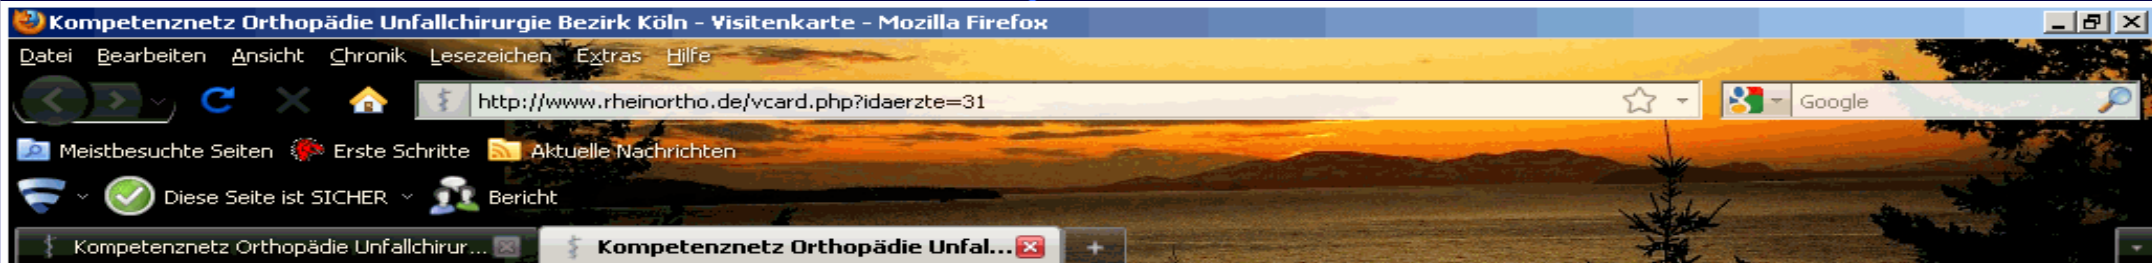 Kompetenznetz Orthopädie Unfallchirurgie Bezirk Köln - Visitenkarte - Mozilla Firefox
Datei Bearbeiten Ansicht Chronik Lesezeichen Extras Hilfe
http://www.rheinortho.de/vcard.php?idaerzte=31 Google
Meistbesuchte Seiten Erste Schritte Aktuelle Nachrichten
Diese Seite ist SICHER Bericht
Kompetenznetz Orthopädie Unfallchirur... Kompetenznetz Orthopädie Unfal... +